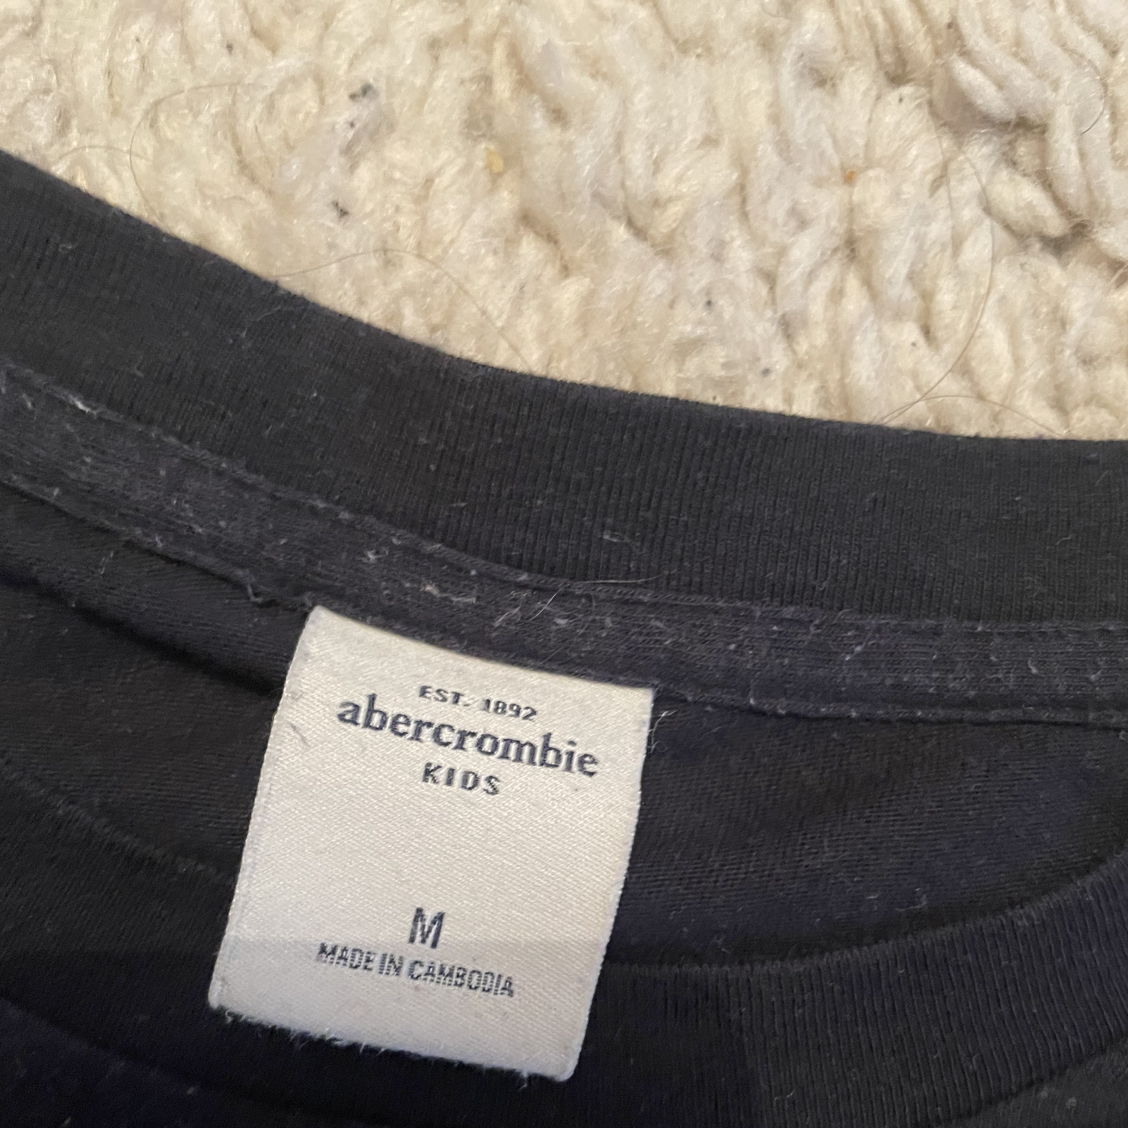 EST. 1892
abercrombie
KIDS
M
MADE IN CAMBODIA